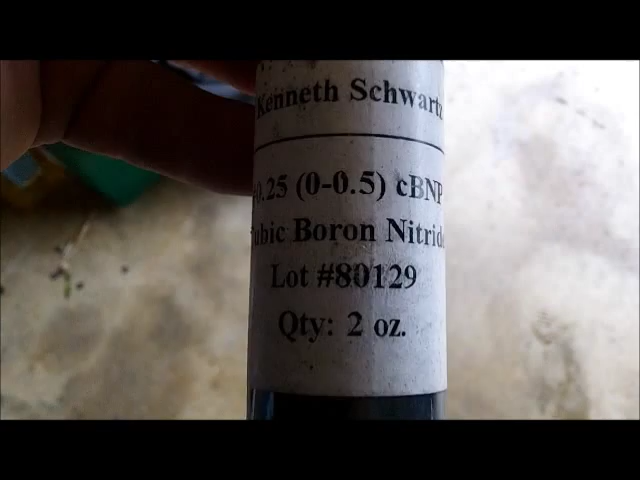 Kenneth Schwartz
0.25 (0-0.5) cBNP
Cubic Boron Nitride
Lot #80129
Qty: 2 oz.